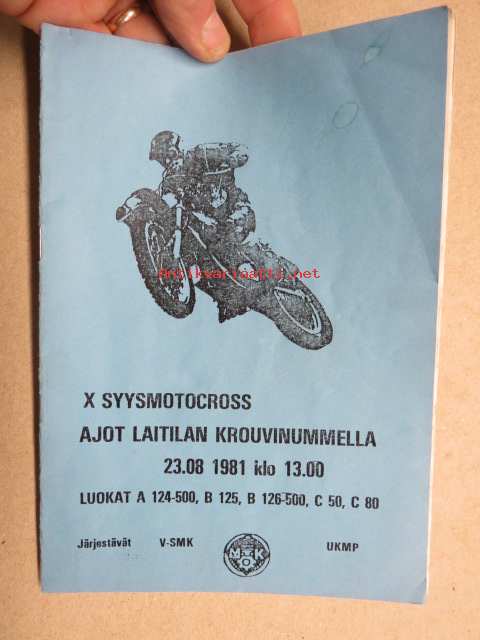 Antikvariaatti.net
X SYYSMOTOCROSS
AJOT LAITILAN KROUVINUMMELLA
23.08 1981 klo 13.00
LUOKAT A 124-500, B 125, B 126-500, C 50, C 80
Järjestävät V-SMK MOK UKMP